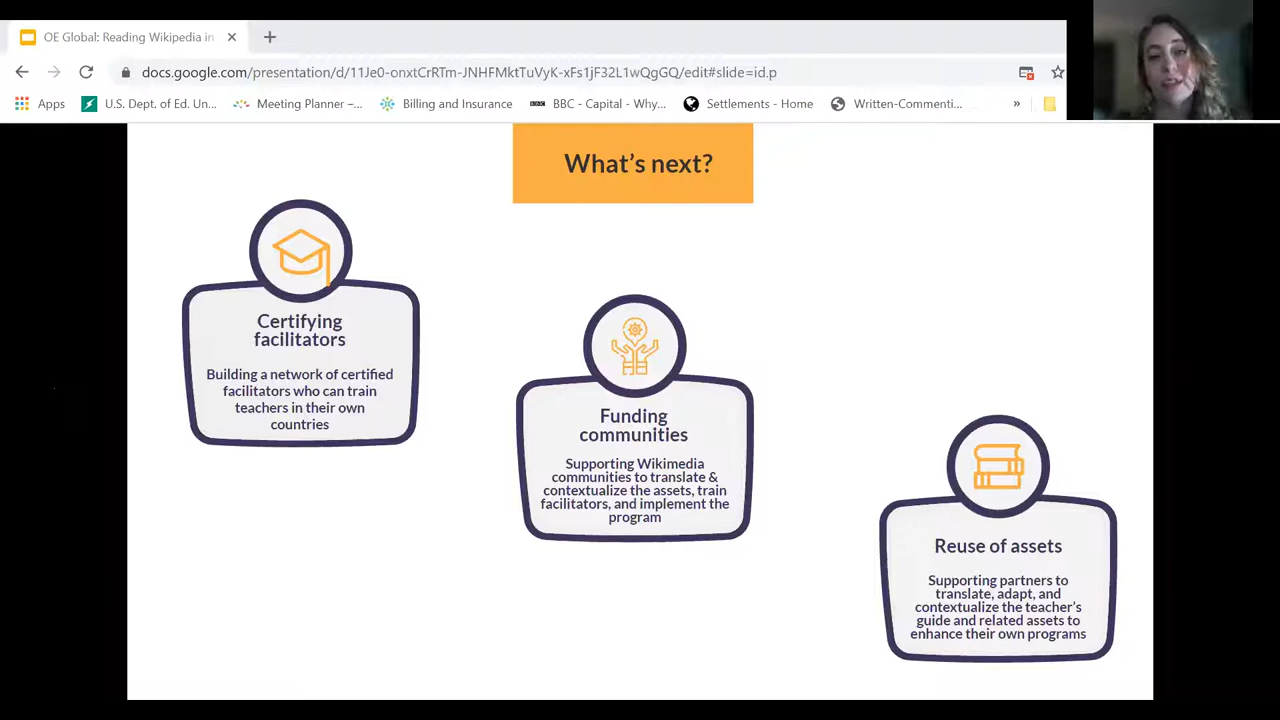 OE Global: Reading Wikipedia in
docs.google.com/presentation/d/11Je0-onxtCrRTm-JNHFMktTuVyK-xFs1jF32L1wQgGQ/edit#slide=id.p
Apps
U.S. Dept. of Ed. Un...
Meeting Planner –...
Billing and Insurance
BBC
BBC - Capital - Why...
Settlements - Home
Written-Commenti...
»
What's next?
Certifying
facilitators
Building a network of certified
facilitators who can train
teachers in their own
countries
Funding
communities
Supporting Wikimedia
communities to translate &
contextualize the assets, train
facilitators, and implement the
program
Reuse of assets
Supporting partners to
translate, adapt, and
contextualize the teacher's
guide and related assets to
enhance their own programs